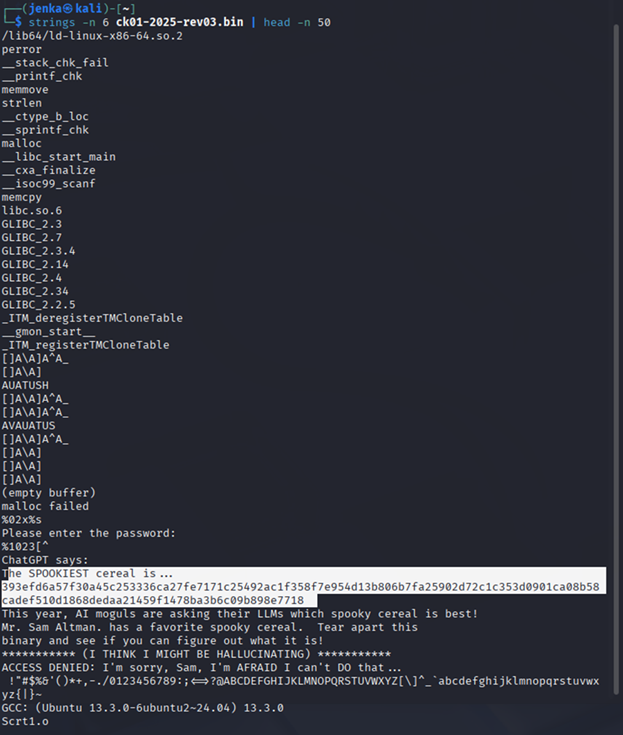 ┌──(jenka㉿kali)-[~]
└─$ strings -n 6 ck01-2025-rev03.bin | head -n 50
/lib64/ld-linux-x86-64.so.2
perror
__stack_chk_fail
__printf_chk
memmove
strlen
__ctype_b_loc
__sprintf_chk
malloc
__libc_start_main
__cxa_finalize
__isoc99_scanf
memcpy
libc.so.6
GLIBC_2.3
GLIBC_2.7
GLIBC_2.3.4
GLIBC_2.14
GLIBC_2.4
GLIBC_2.34
GLIBC_2.2.5
_ITM_deregisterTMCloneTable
__gmon_start__
_ITM_registerTMCloneTable
[]A\A]A^A_
[]A\A]
AUATUSH
[]A\A]A^A_
[]A\A]A^A_
AVAUATUS
[]A\A]A^A_
[]A\A]
[]A\A]
[]A\A]
(empty buffer)
malloc failed
%02x%s
Please enter the password:
%1023[^
ChatGPT says:
The SPOOKIEST cereal is...
393efd6a57f30a45c253336ca27fe7171c25492ac1f358f7e954d13b806b7fa25902d72c1c353d0901ca08b58
cadef510d1868dedaa21459f1478ba3b6c09b898e7718
This year, AI moguls are asking their LLMs which spooky cereal is best!
Mr. Sam Altman. has a favorite spooky cereal.  Tear apart this
binary and see if you can figure out what it is!
*********** (I THINK I MIGHT BE HALLUCINATING) ***********
ACCESS DENIED: I'm sorry, Sam, I'm AFRAID I can't DO that...
 !"#$%&'()*+,-./0123456789:;<=>?@ABCDEFGHIJKLMNOPQRSTUVWXYZ[\]^_`abcdefghijklmnopqrstuvwx
yz{|}~
GCC: (Ubuntu 13.3.0-6ubuntu2~24.04) 13.3.0
Scrt1.o